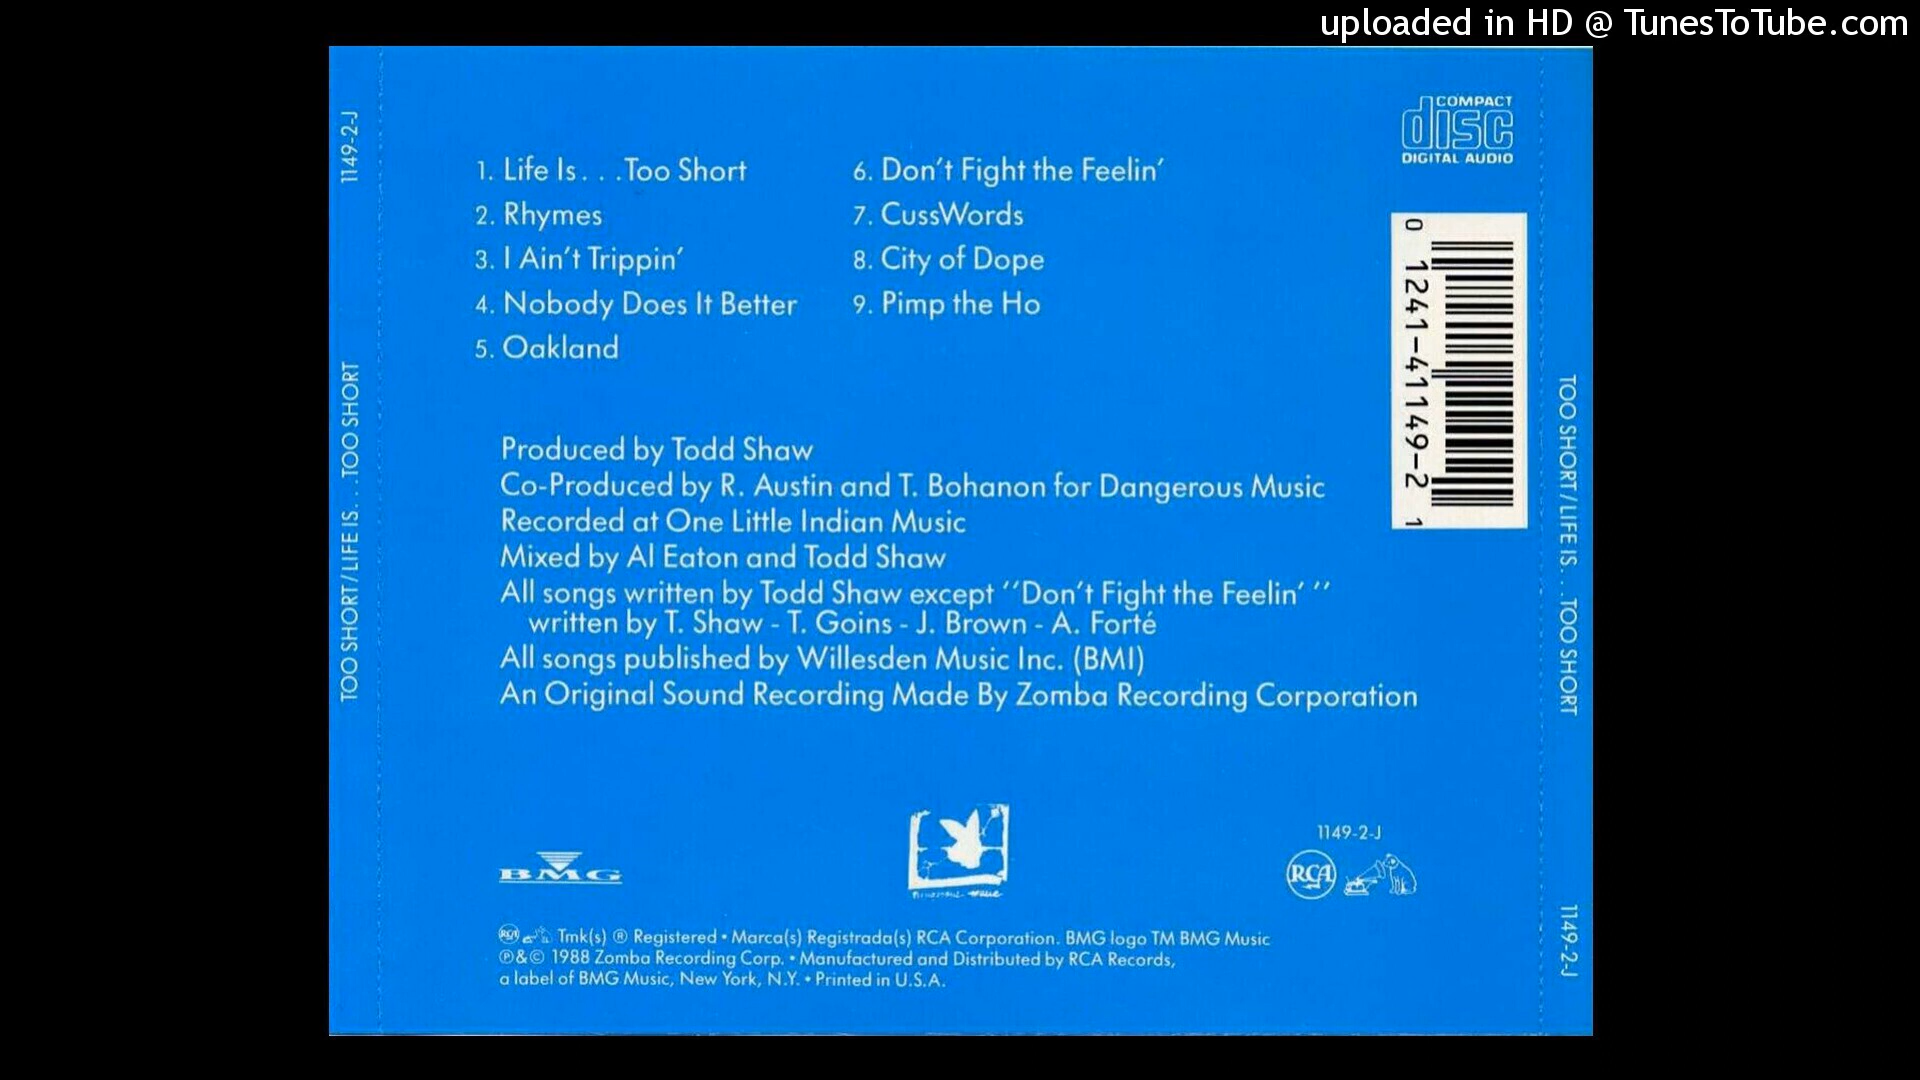 uploaded in HD @ TunesToTube.com
1149-2-J
TOO SHORT/LIFE IS. . .TOO SHORT
1. Life Is. . .Too Short
2. Rhymes
3. I Ain't Trippin'
4. Nobody Does It Better
5. Oakland
6. Don't Fight the Feelin'
7. CussWords
8. City of Dope
9. Pimp the Ho
COMPACT
disc
DIGITAL AUDIO
0 1241-41149-2 1
Produced by Todd Shaw
Co-Produced by R. Austin and T. Bohanon for Dangerous Music
Recorded at One Little Indian Music
Mixed by Al Eaton and Todd Shaw
All songs written by Todd Shaw except ''Don't Fight the Feelin' ''
written by T. Shaw - T. Goins - J. Brown - A. Forté
All songs published by Willesden Music Inc. (BMI)
An Original Sound Recording Made By Zomba Recording Corporation
BMG
1149-2-J
RCA
RCA Tmk(s) ® Registered • Marca(s) Registrada(s) RCA Corporation. BMG logo TM BMG Music
℗&© 1988 Zomba Recording Corp. • Manufactured and Distributed by RCA Records,
a label of BMG Music, New York, N.Y. • Printed in U.S.A.
TOO SHORT/LIFE IS. . .TOO SHORT
1149-2-J